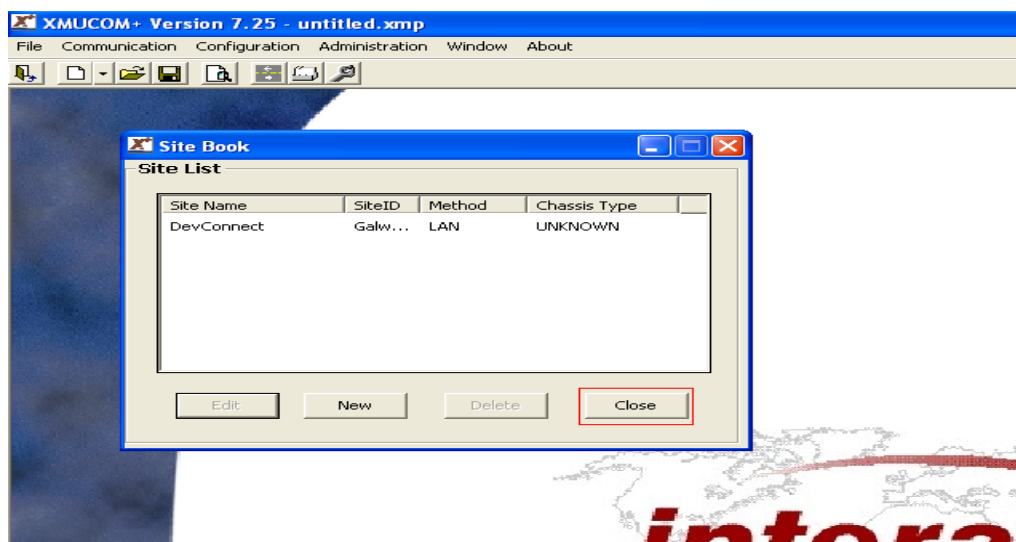 XMUCOM+ Version 7.25 - untitled.xmp
File Communication Configuration Administration Window About
Site Book
Site List
Site Name SiteID Method Chassis Type
DevConnect Galw... LAN UNKNOWN
Edit New Delete Close